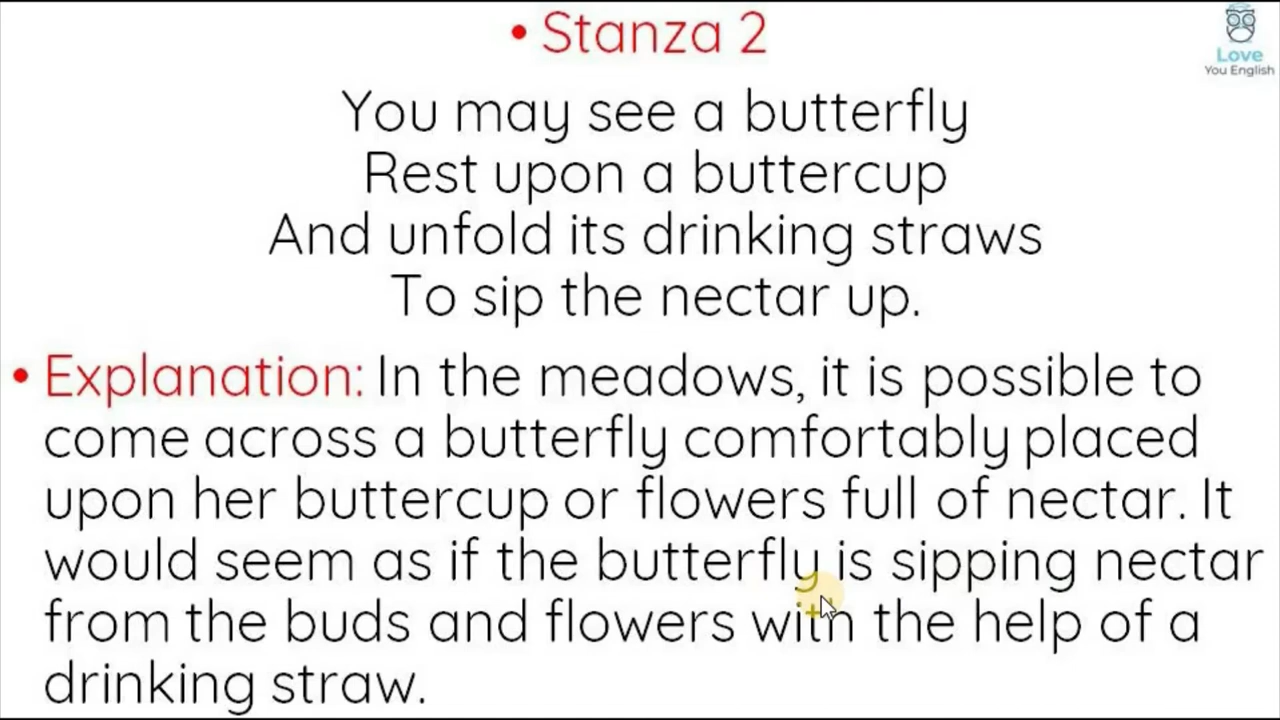 • Stanza 2
Love
You English
You may see a butterfly
Rest upon a buttercup
And unfold its drinking straws
To sip the nectar up.
• Explanation: In the meadows, it is possible to
come across a butterfly comfortably placed
upon her buttercup or flowers full of nectar. It
would seem as if the butterfly is sipping nectar
from the buds and flowers with the help of a
drinking straw.